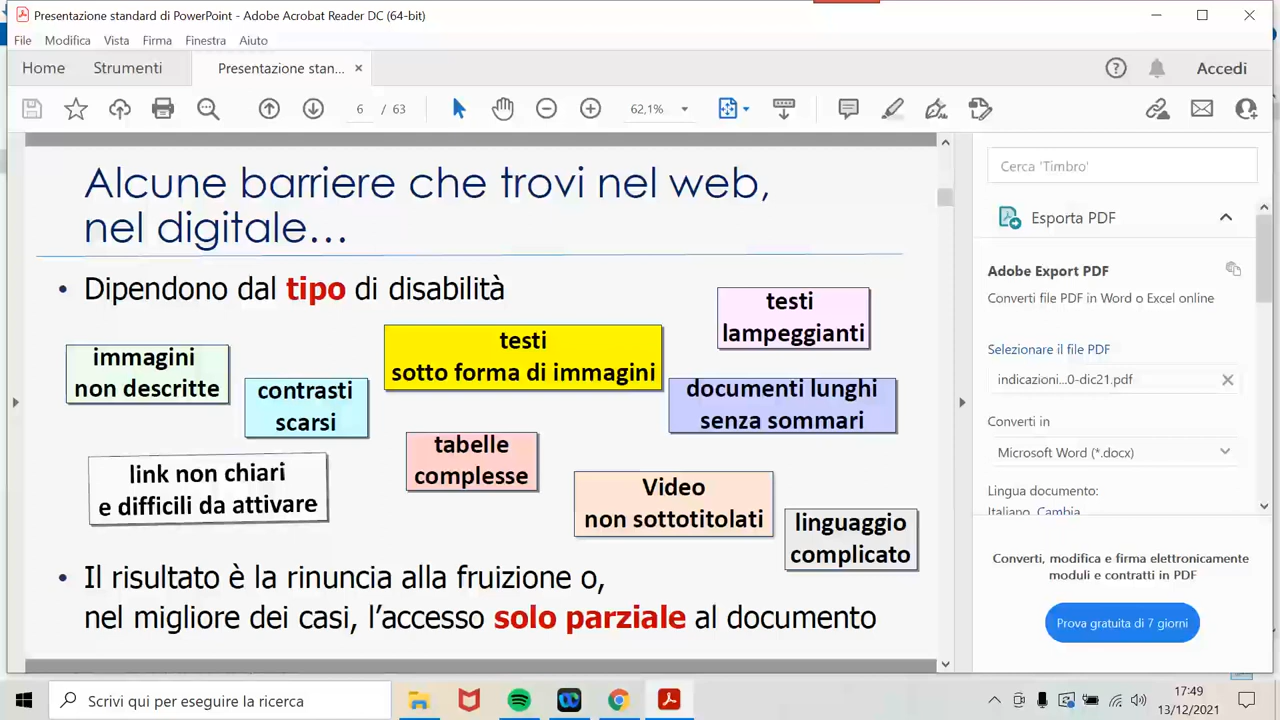 Presentazione standard di PowerPoint - Adobe Acrobat Reader DC (64-bit)
File Modifica Vista Firma Finestra Aiuto
Home Strumenti Presentazione stan... × Accedi
6 / 63 62,1%
Alcune barriere che trovi nel web,
nel digitale…
• Dipendono dal tipo di disabilità
testi
lampeggianti
testi
sotto forma di immagini
immagini
non descritte
contrasti
scarsi
documenti lunghi
senza sommari
tabelle
complesse
link non chiari
e difficili da attivare
Video
non sottotitolati
linguaggio
complicato
• Il risultato è la rinuncia alla fruizione o,
nel migliore dei casi, l'accesso solo parziale al documento
Cerca 'Timbro'
Esporta PDF
Adobe Export PDF
Converti file PDF in Word o Excel online
Selezionare il file PDF
indicazioni...0-dic21.pdf
Converti in
Microsoft Word (*.docx)
Lingua documento:
Italiano Cambia
Converti, modifica e firma elettronicamente
moduli e contratti in PDF
Prova gratuita di 7 giorni
Scrivi qui per eseguire la ricerca
17:49
13/12/2021